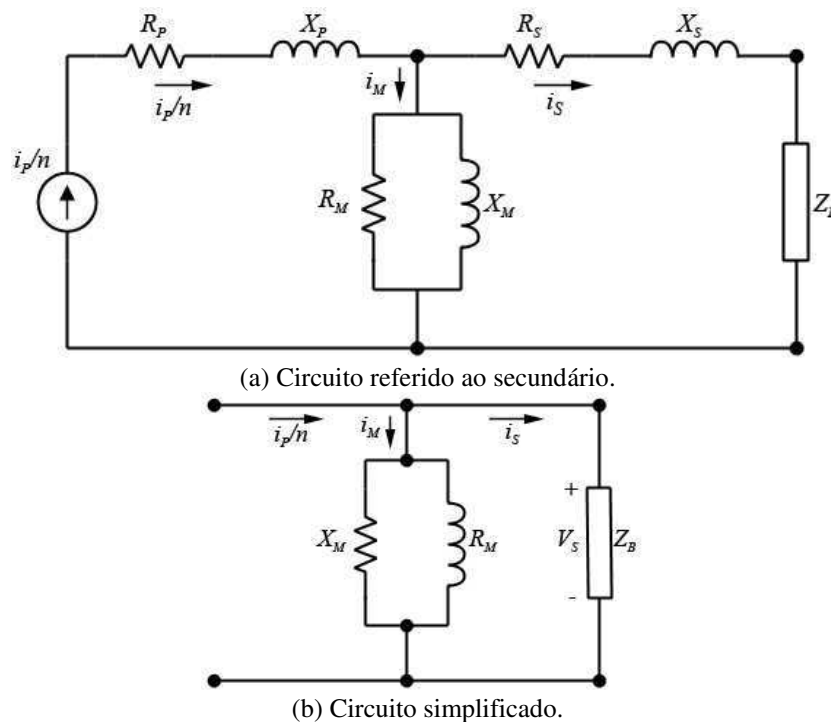 R_P
X_P
R_S
X_S
i_P/n
i_M
i_S
i_P/n
R_M
X_M
(a) Circuito referido ao secundário.
i_P/n
i_M
i_S
X_M
R_M
+
V_S
Z_B
-
(b) Circuito simplificado.